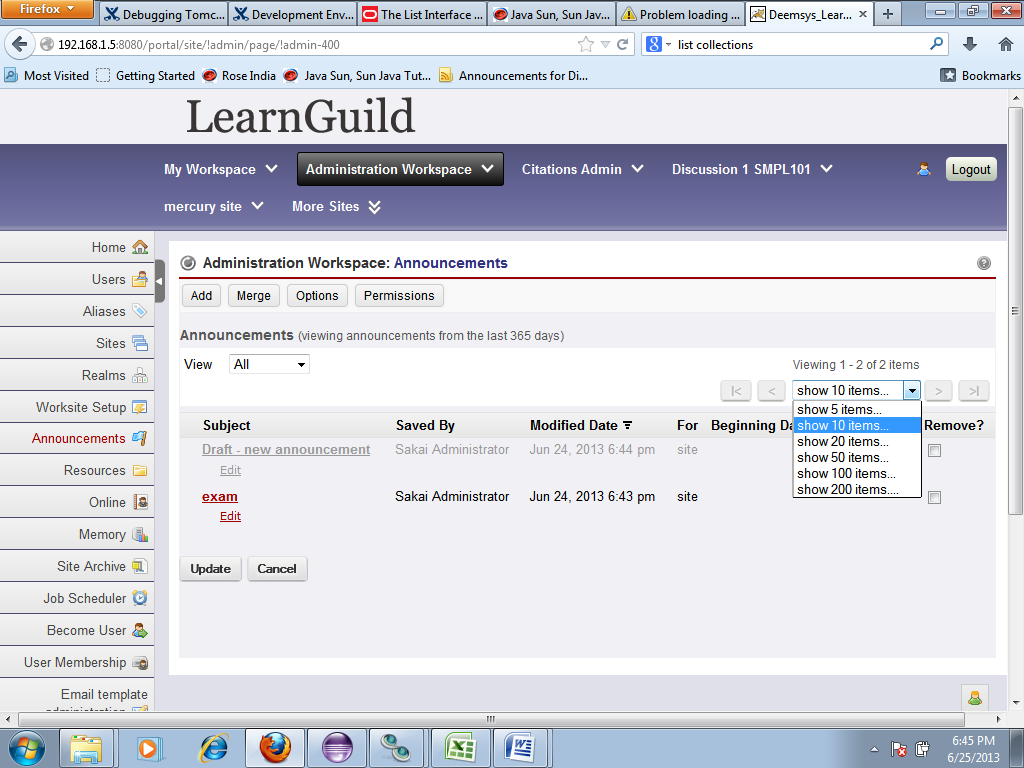 Firefox
Debugging Tomc...
Development Env...
The List Interface ...
Java Sun, Sun Jav...
Problem loading ...
Deemsys_Lear...
192.168.1.5:8080/portal/site/!admin/page/!admin-400
list collections
Most Visited
Getting Started
Rose India
Java Sun, Sun Java Tut...
Announcements for Di...
Bookmarks
LearnGuild
My Workspace
Administration Workspace
Citations Admin
Discussion 1 SMPL101
Logout
mercury site
More Sites
Home
Users
Aliases
Sites
Realms
Worksite Setup
Announcements
Resources
Online
Memory
Site Archive
Job Scheduler
Become User
User Membership
Email template
administration
Administration Workspace: Announcements
Add
Merge
Options
Permissions
Announcements (viewing announcements from the last 365 days)
View
All
Viewing 1 - 2 of 2 items
|<
<
show 10 items...
>
>|
show 5 items...
show 10 items...
show 20 items...
show 50 items...
show 100 items...
show 200 items....
Subject Saved By Modified Date For Beginning Da Remove?
Draft - new announcement Sakai Administrator Jun 24, 2013 6:44 pm site
Edit
exam Sakai Administrator Jun 24, 2013 6:43 pm site
Edit
Update
Cancel
6:45 PM
6/25/2013